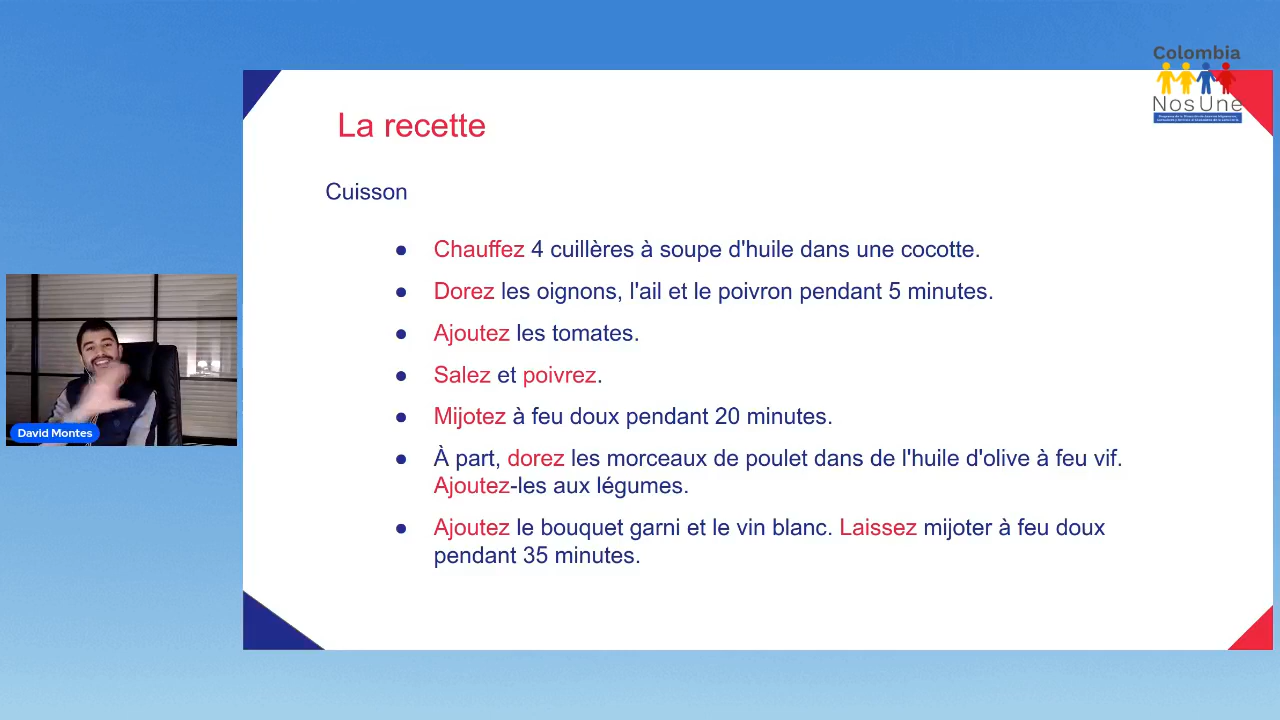 Colombia
NosUne
La recette
Cuisson
● Chauffez 4 cuillères à soupe d'huile dans une cocotte.
● Dorez les oignons, l'ail et le poivron pendant 5 minutes.
● Ajoutez les tomates.
● Salez et poivrez.
● Mijotez à feu doux pendant 20 minutes.
● À part, dorez les morceaux de poulet dans de l'huile d'olive à feu vif.
Ajoutez-les aux légumes.
● Ajoutez le bouquet garni et le vin blanc. Laissez mijoter à feu doux
pendant 35 minutes.
David Montes